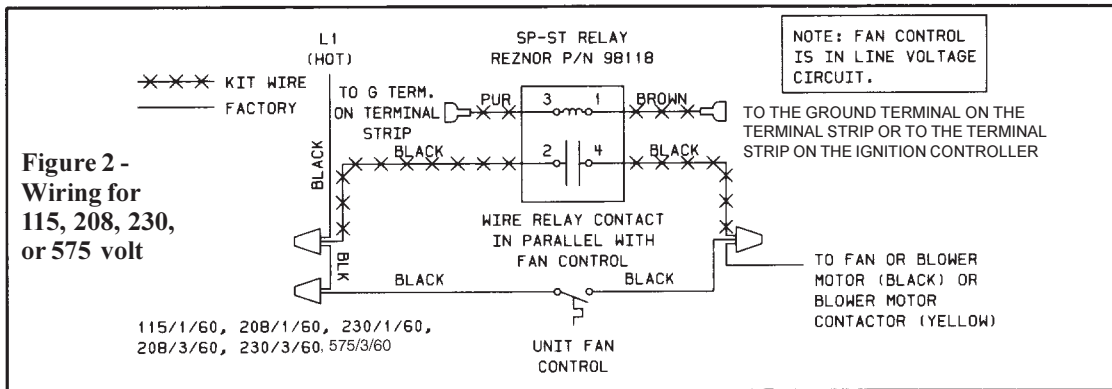 L1
(HOT)
SP-ST RELAY
REZNOR P/N 98118
NOTE: FAN CONTROL
IS IN LINE VOLTAGE
CIRCUIT.
KIT WIRE
FACTORY
TO G TERM.
ON TERMINAL
STRIP
PUR
3
1
BROWN
TO THE GROUND TERMINAL ON THE
TERMINAL STRIP OR TO THE TERMINAL
STRIP ON THE IGNITION CONTROLLER
Figure 2 -
Wiring for
115, 208, 230,
or 575 volt
BLACK
BLACK
2
4
BLACK
WIRE RELAY CONTACT
IN PARALLEL WITH
FAN CONTROL
BLK
BLACK
BLACK
TO FAN OR BLOWER
MOTOR (BLACK) OR
BLOWER MOTOR
CONTACTOR (YELLOW)
115/1/60, 208/1/60, 230/1/60,
208/3/60, 230/3/60, 575/3/60
UNIT FAN
CONTROL